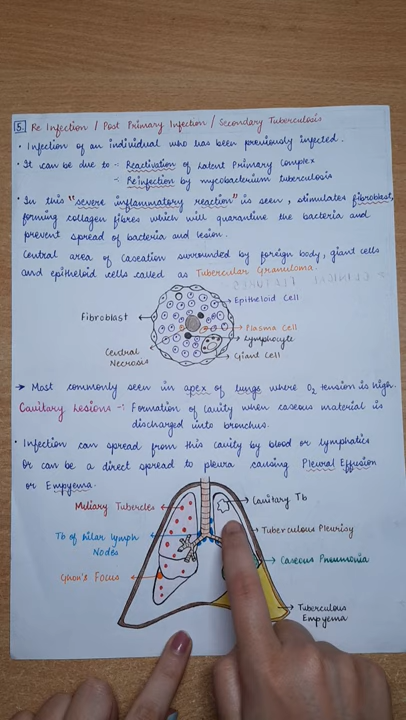 5. Re Infection / Post Primary Infection / Secondary Tuberculosis
• Infection of an individual who has been previously infected.
• It can be due to :- Reactivation of Latent Primary Complex
:- Reinfection by mycobacterium tuberculosis
• In this "severe inflammatory reaction" is seen, stimulates fibroblast,
forming collagen fibres which will quarantine the bacteria and
prevent spread of bacteria and lesion.
Central area of Caseation surrounded by foreign body, giant cells
and epitheloid cells called as Tubercular Granuloma.
Epitheloid Cell
Fibroblast
Plasma Cell
Lymphocyte
Central
Necrosis
Giant Cell
→ Most commonly seen in apex of lungs where O2 tension is high.
Cavitary Lesions :- Formation of cavity when caseous material is
discharged into bronchus.
• Infection can spread from this cavity by blood or lymphatics
or can be a direct spread to pleura causing Pleural Effusion
or Empyema.
Miliary Tubercles
Cavitary Tb
Tb of hilar lymph
Nodes
Tuberculous Pleurisy
Caseous Pneumonia
Ghon's Focus
Tuberculous
Empyema